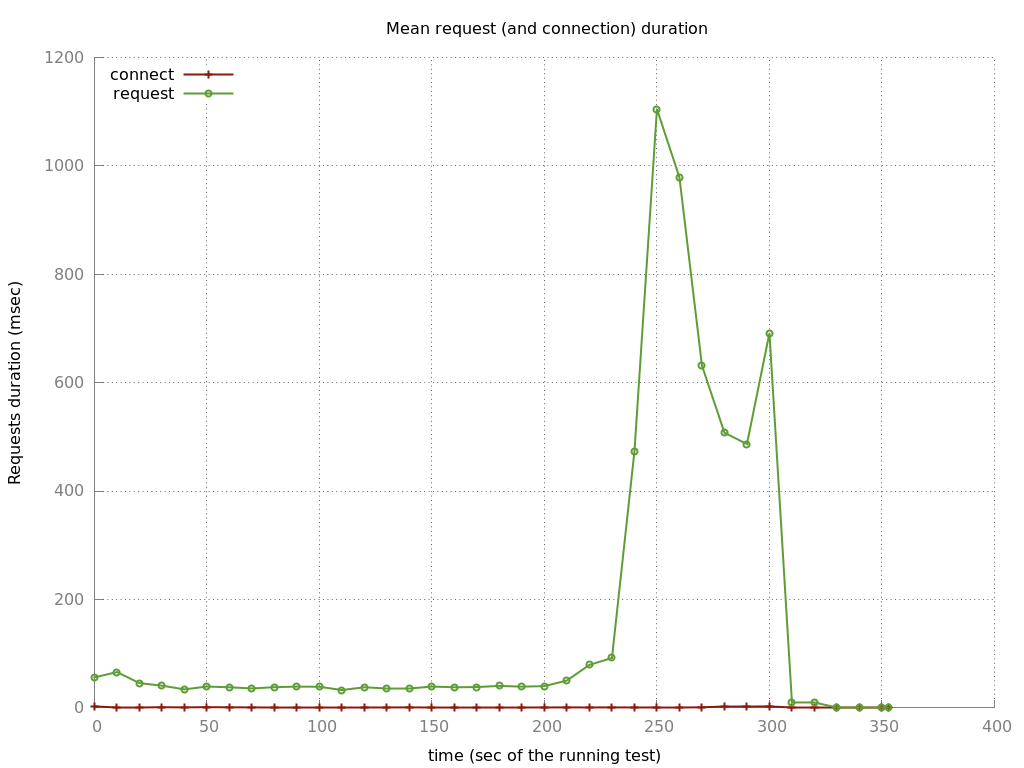 Mean request (and connection) duration
1200
1000
800
600
400
200
0
connect
request
Requests duration (msec)
0 50 100 150 200 250 300 350 400
time (sec of the running test)